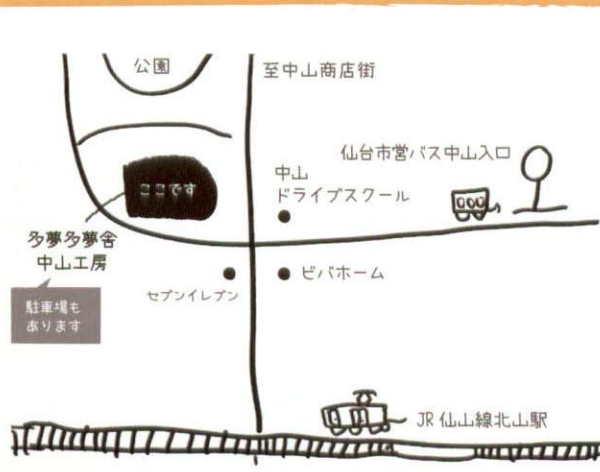 公園
至中山商店街
仙台市営バス中山入口
中山
ドライブスクール
ここです
多夢多夢舎
中山工房
セブンイレブン
ビバホーム
駐車場も
あります
JR 仙山線北山駅